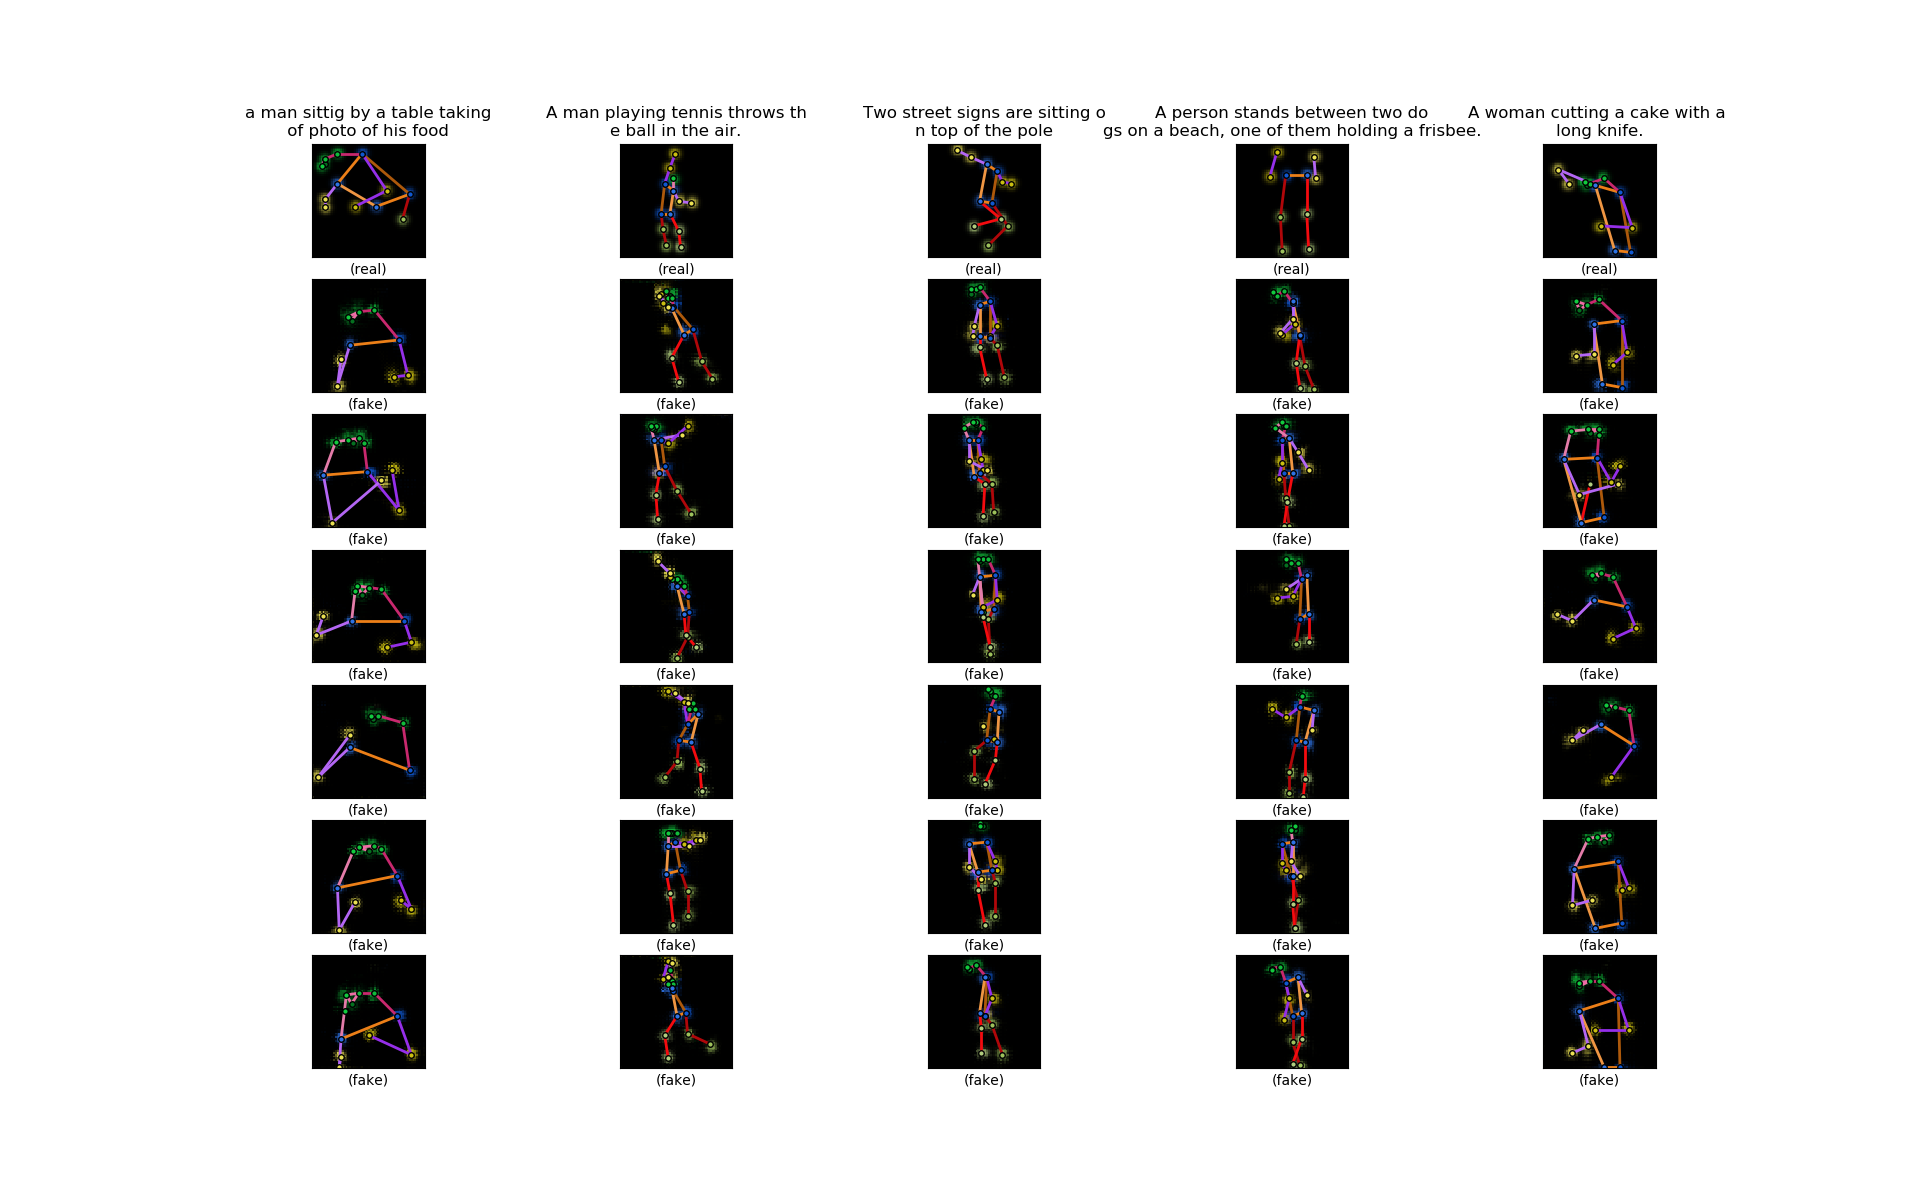 a man sittig by a table taking
of photo of his food
A man playing tennis throws th
e ball in the air.
Two street signs are sitting o
n top of the pole
A person stands between two do
gs on a beach, one of them holding a frisbee.
A woman cutting a cake with a
long knife.
(real) (real) (real) (real) (real)
(fake) (fake) (fake) (fake) (fake)
(fake) (fake) (fake) (fake) (fake)
(fake) (fake) (fake) (fake) (fake)
(fake) (fake) (fake) (fake) (fake)
(fake) (fake) (fake) (fake) (fake)
(fake) (fake) (fake) (fake) (fake)